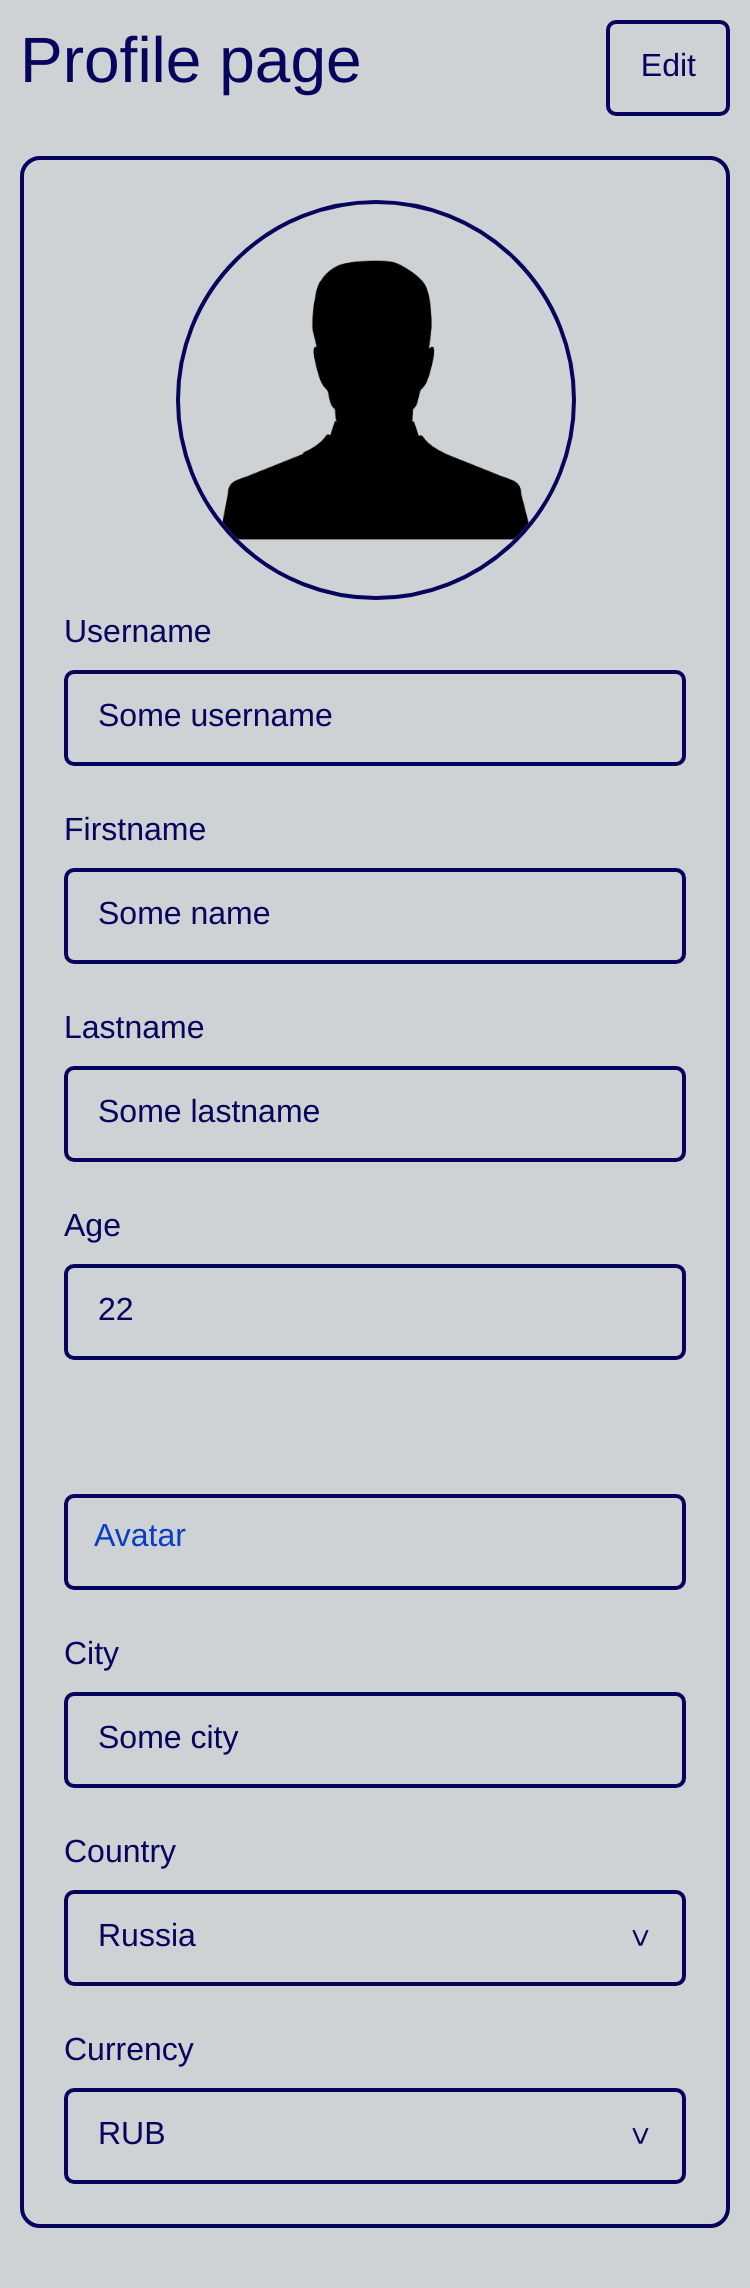 Profile page
Edit
Username
Some username
Firstname
Some name
Lastname
Some lastname
Age
22
Avatar
City
Some city
Country
Russia
Currency
RUB